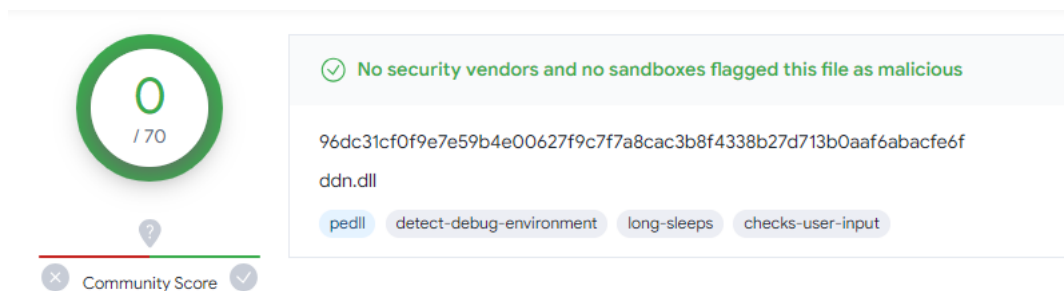 0
/ 70
?
Community Score
No security vendors and no sandboxes flagged this file as malicious
96dc31cf0f9e7e59b4e00627f9c7f7a8cac3b8f4338b27d713b0aaf6abacfe6f
ddn.dll
pedll detect-debug-environment long-sleeps checks-user-input